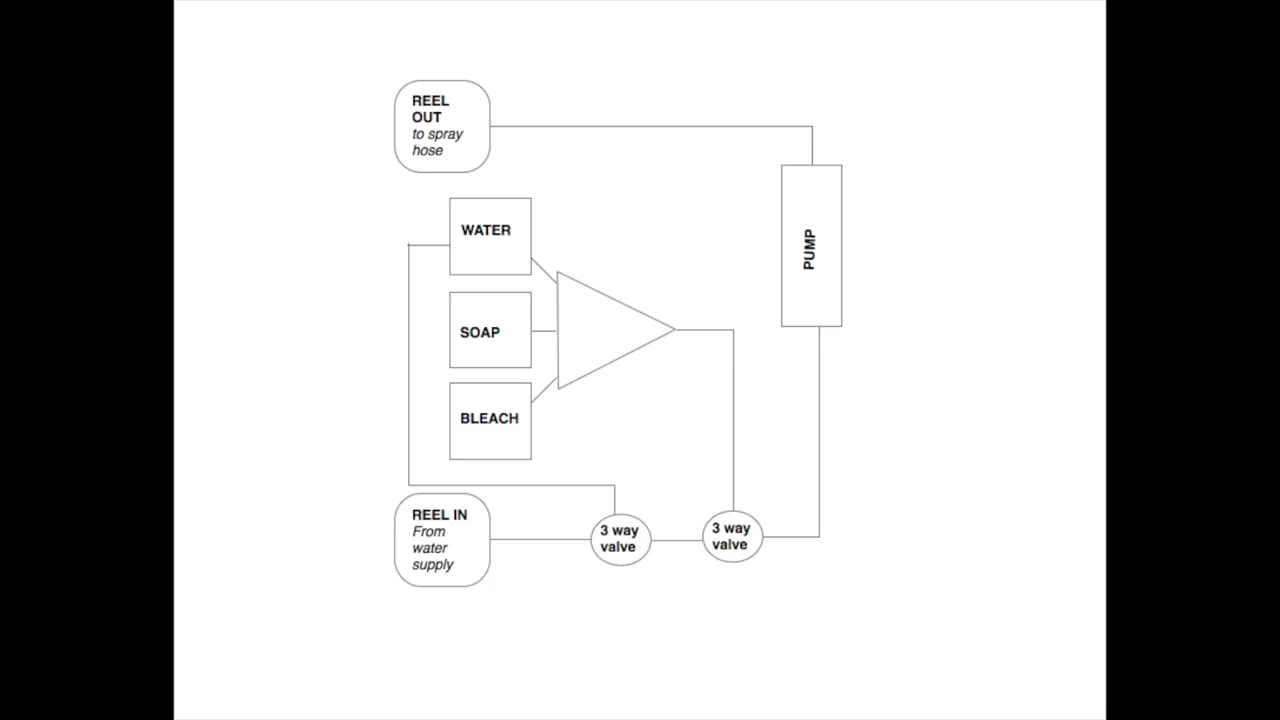 REEL
OUT
to spray
hose
WATER
PUMP
SOAP
BLEACH
REEL IN
From
water
supply
3 way
valve
3 way
valve